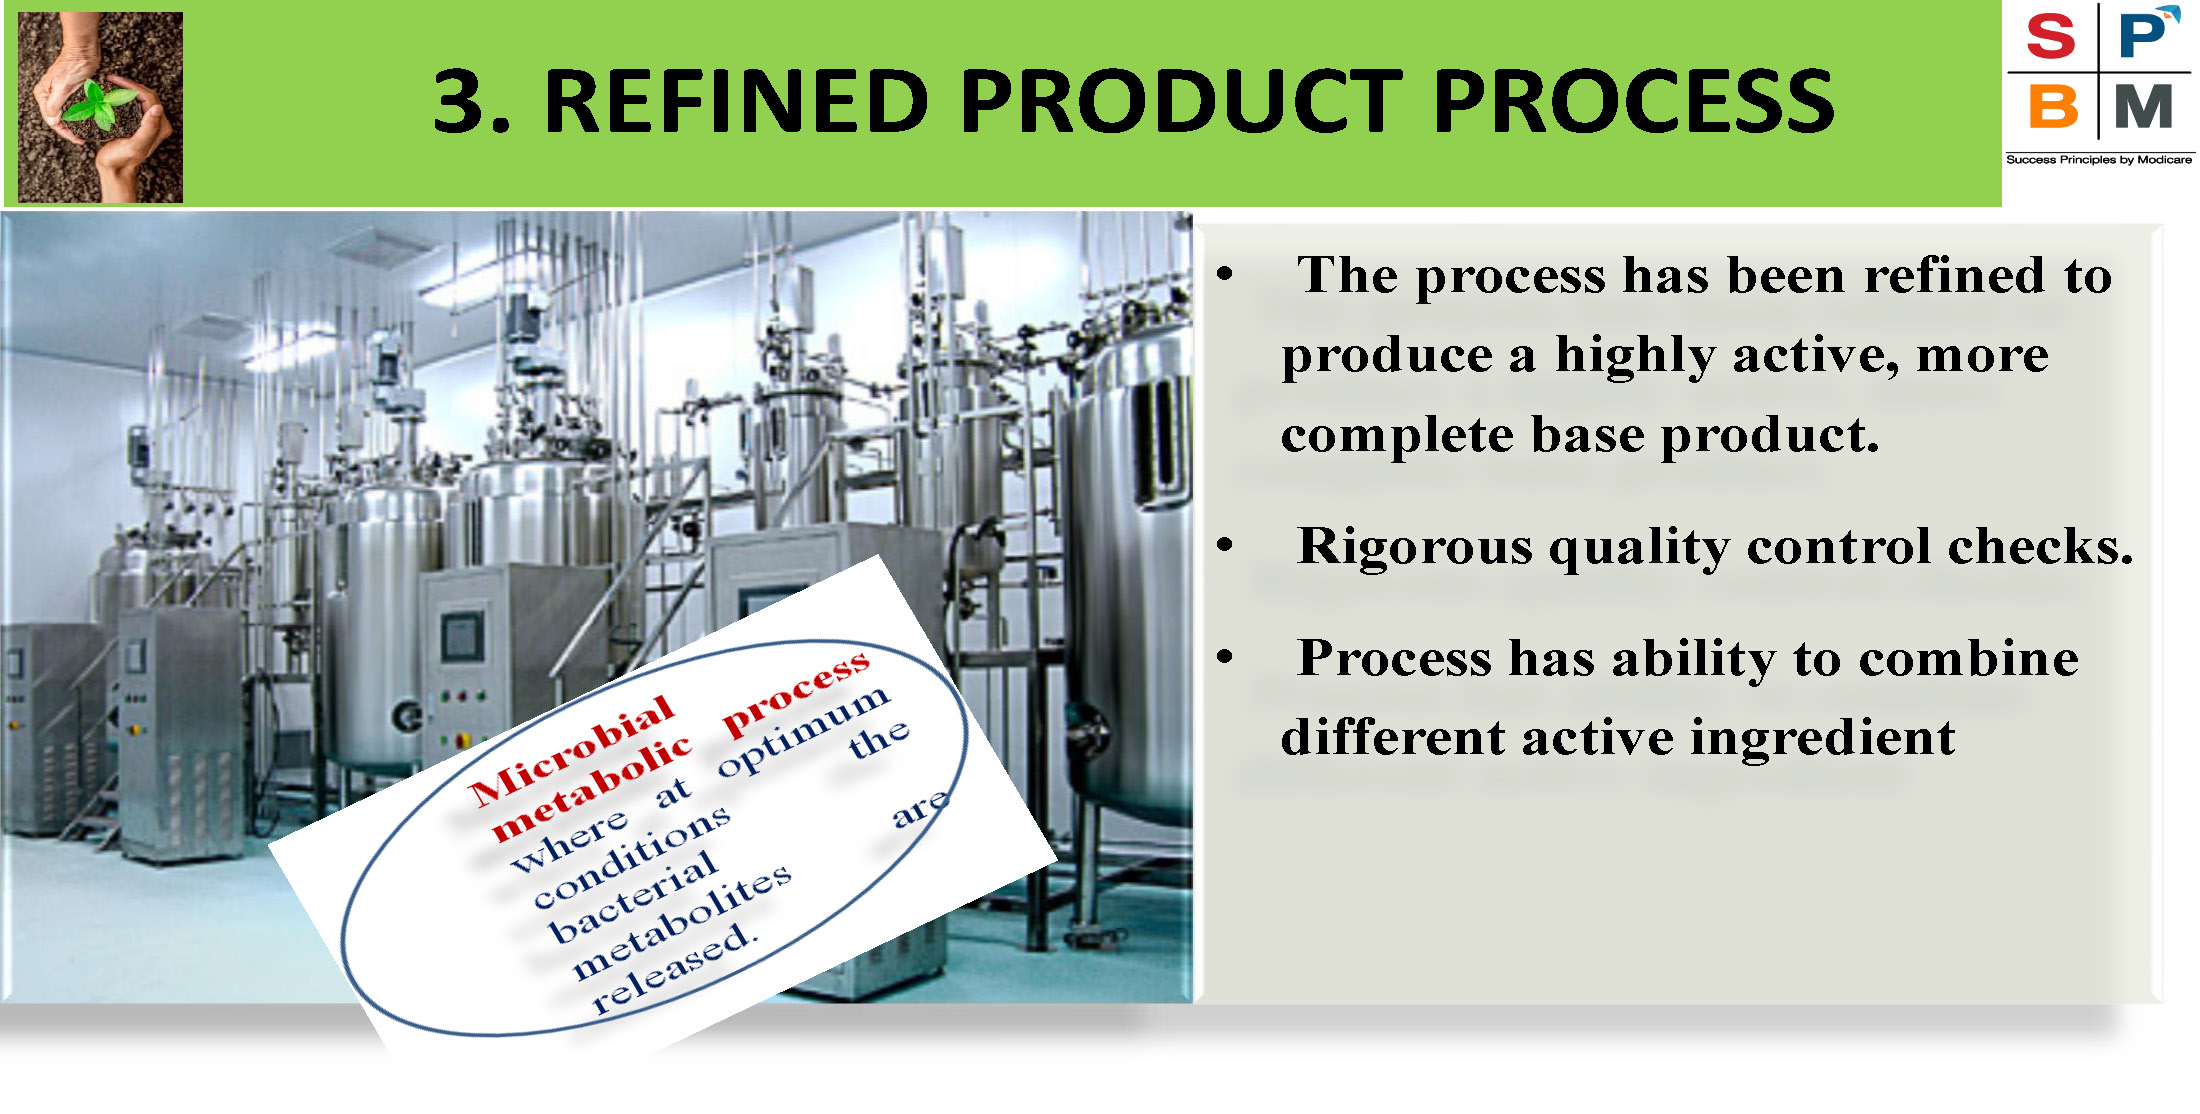 3. REFINED PRODUCT PROCESS
S P
B M
Success Principles by Modicare
• The process has been refined to
produce a highly active, more
complete base product.
• Rigorous quality control checks.
• Process has ability to combine
different active ingredient
Microbial
metabolic process
where at optimum
conditions the
bacterial
metabolites are
released.